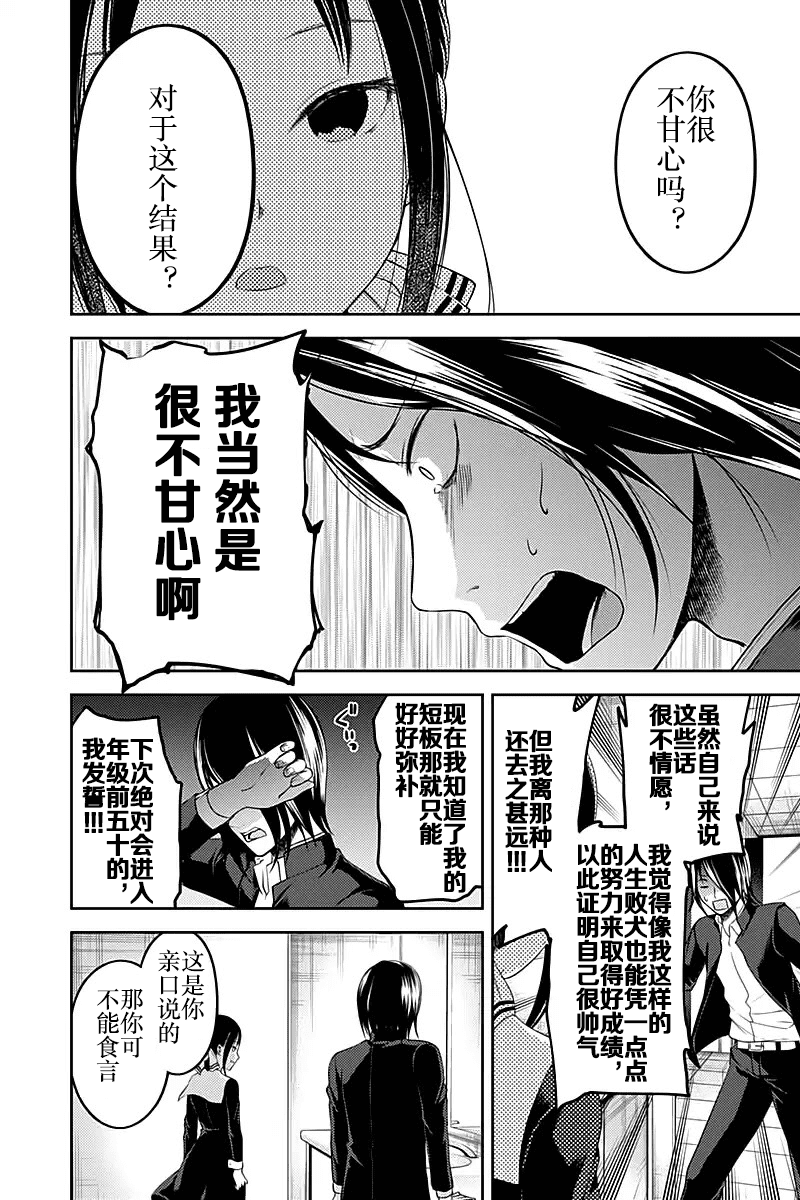 你很
不甘心吗？
对于这个结果？
我当然是
很不甘心啊
虽然自己来说
这些话
很不情愿，
我觉得像我这样的
人生败犬也能凭一点点
的努力来取得好成绩，
以此证明自己很帅气
但我离那种人
还去之甚远!!!
现在我知道了我的
短板那就只能
好好弥补
ぐいっ
下次绝对会进入
年级前五十的，
我发誓!!!
这是你
亲口说的
那你可
不能食言